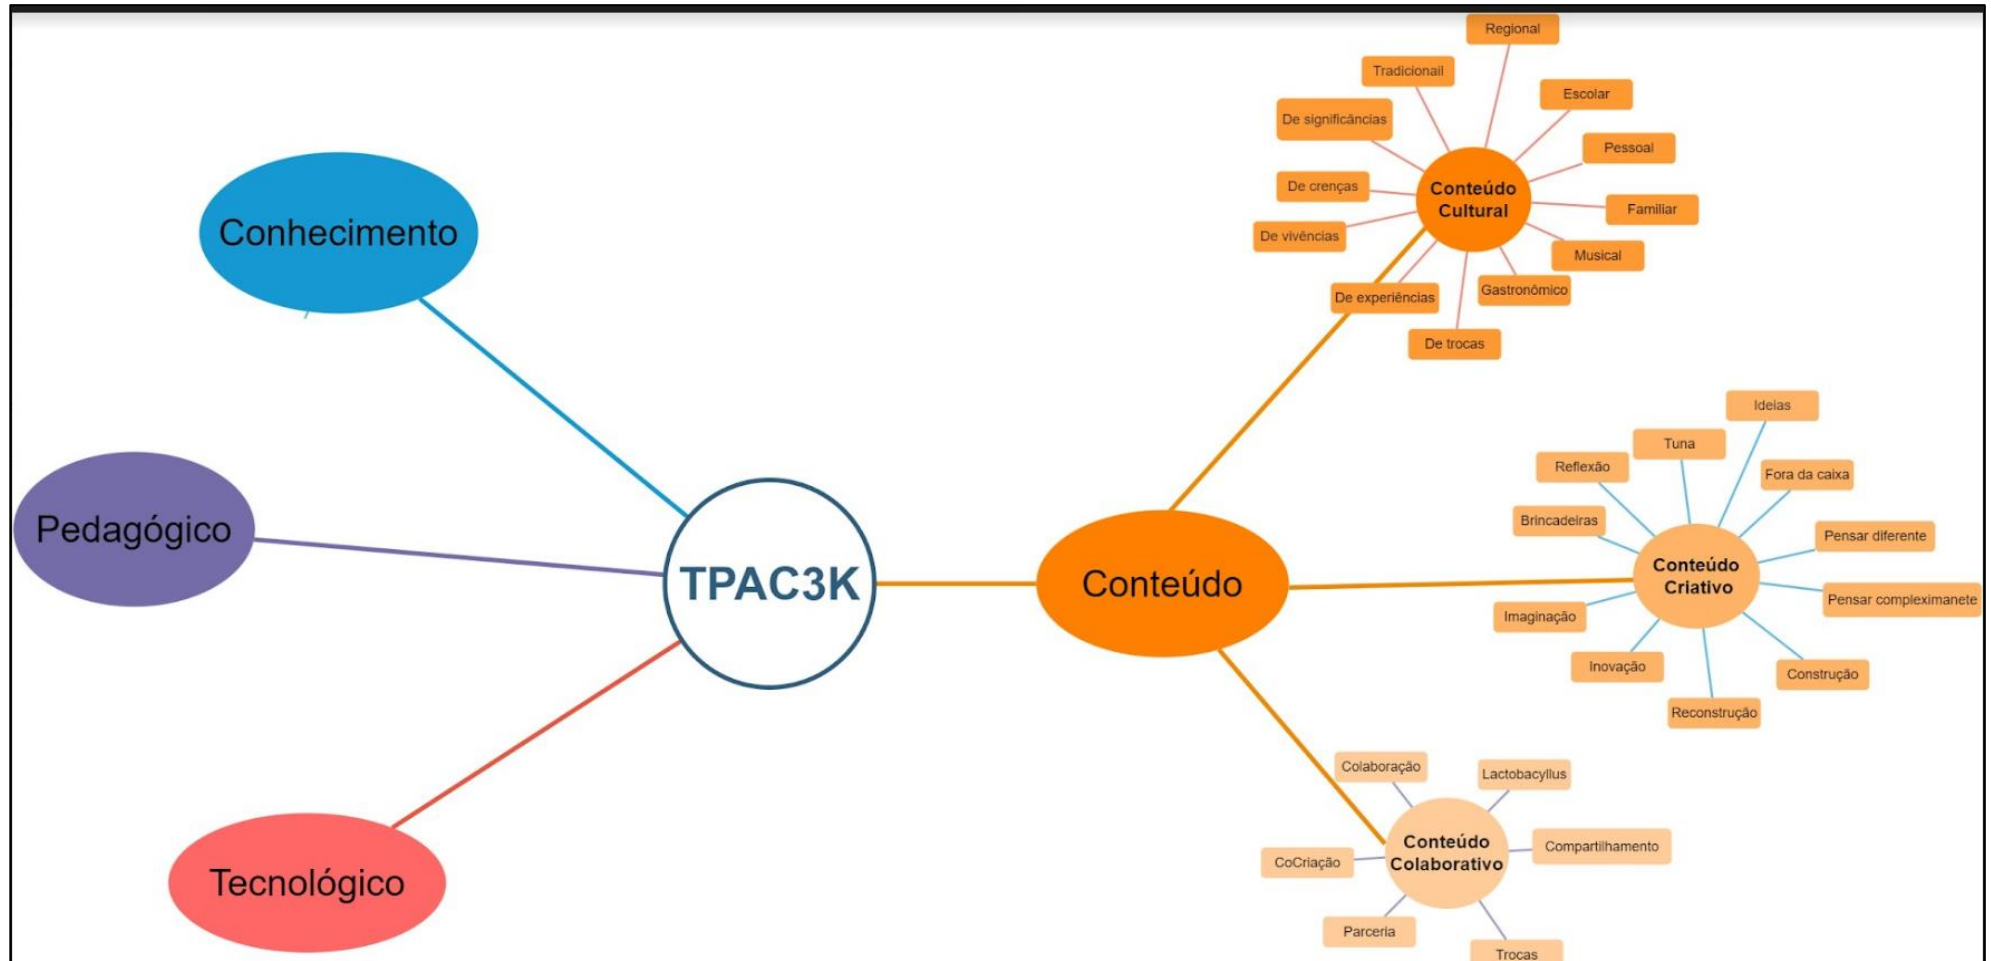 Conhecimento
Pedagógico
Tecnológico
TPAC3K
Conteúdo
Conteúdo
Cultural
Regional
Tradicionail
Escolar
De significâncias
Pessoal
De crenças
Familiar
De vivências
Musical
De experiências
Gastronômico
De trocas
Conteúdo
Criativo
Ideias
Tuna
Reflexão
Fora da caixa
Brincadeiras
Pensar diferente
Pensar compleximanete
Imaginação
Inovação
Construção
Reconstrução
Conteúdo
Colaborativo
Colaboração
Lactobacyllus
Compartilhamento
CoCriação
Parceria
Trocas